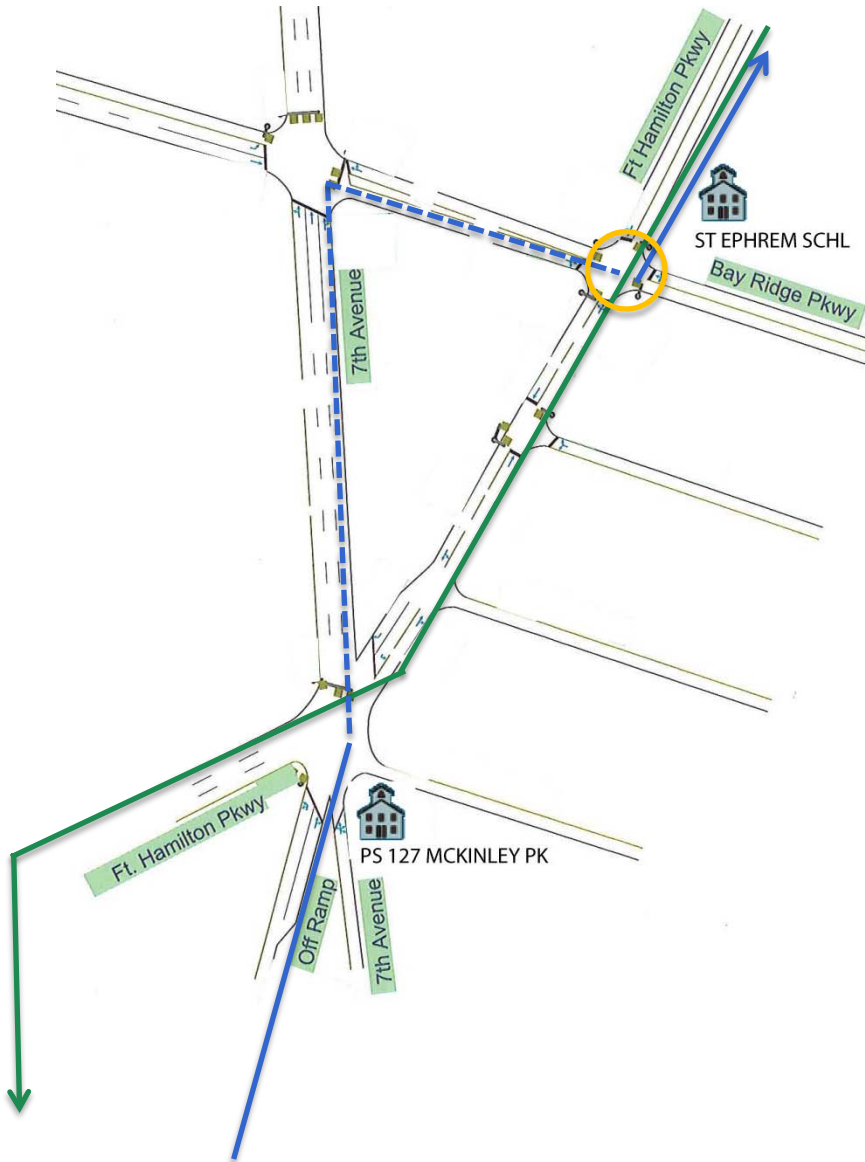 Ft Hamilton Pkwy
ST EPHREM SCHL
Bay Ridge Pkwy
7th Avenue
Ft. Hamilton Pkwy
PS 127 MCKINLEY PK
Off Ramp
7th Avenue